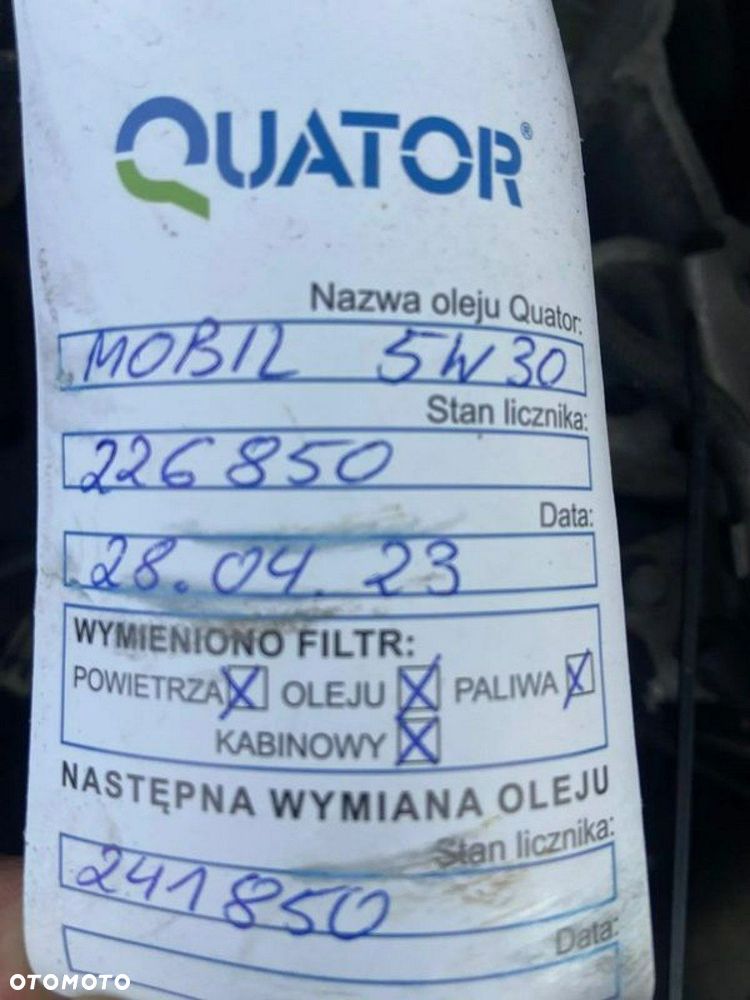 QUATOR®
Nazwa oleju Quator:
MOBIL 5W30
Stan licznika:
226850
Data:
28.04.23
WYMIENIONO FILTR:
POWIETRZA OLEJU PALIWA
KABINOWY
NASTĘPNA WYMIANA OLEJU
Stan licznika:
241850
Data:
OTOMOTO